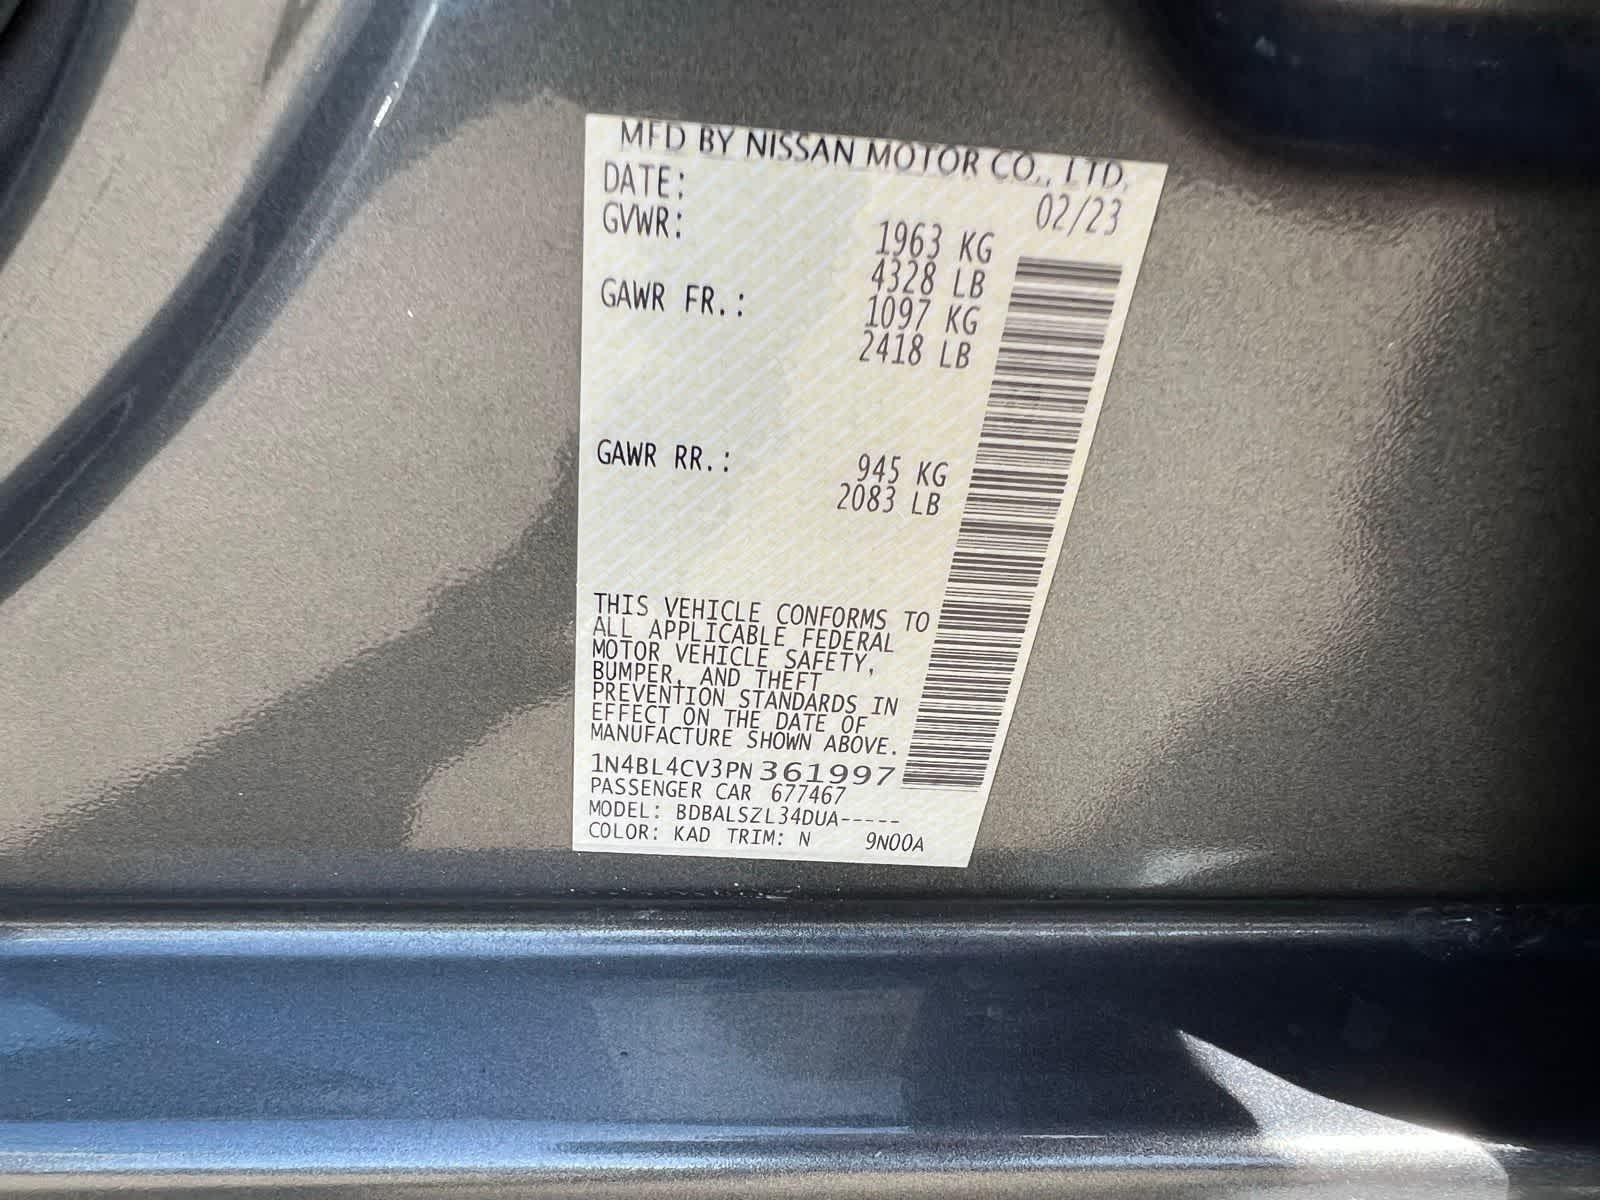 MFD BY NISSAN MOTOR CO., LTD.
DATE: 02/23
GVWR: 1963 KG
4328 LB
GAWR FR.: 1097 KG
2418 LB
GAWR RR.: 945 KG
2083 LB
THIS VEHICLE CONFORMS TO
ALL APPLICABLE FEDERAL
MOTOR VEHICLE SAFETY,
BUMPER, AND THEFT
PREVENTION STANDARDS IN
EFFECT ON THE DATE OF
MANUFACTURE SHOWN ABOVE.
1N4BL4CV3PN361997
PASSENGER CAR 677467
MODEL: BDBALSZL34DUA-----
COLOR: KAD TRIM: N 9N00A